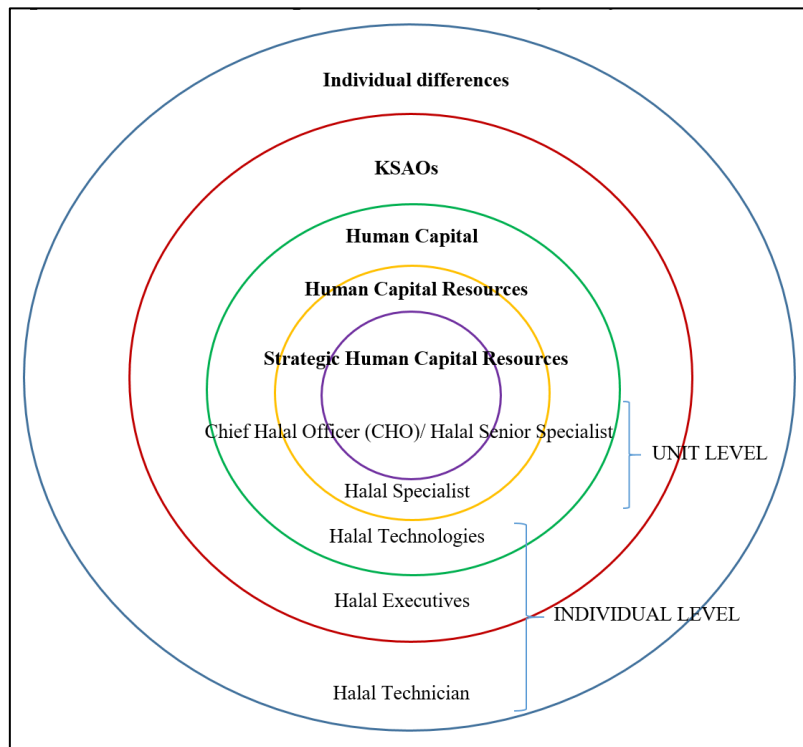 Individual differences
KSAOs
Human Capital
Human Capital Resources
Strategic Human Capital Resources
Chief Halal Officer (CHO)/ Halal Senior Specialist
UNIT LEVEL
Halal Specialist
Halal Technologies
Halal Executives
INDIVIDUAL LEVEL
Halal Technician